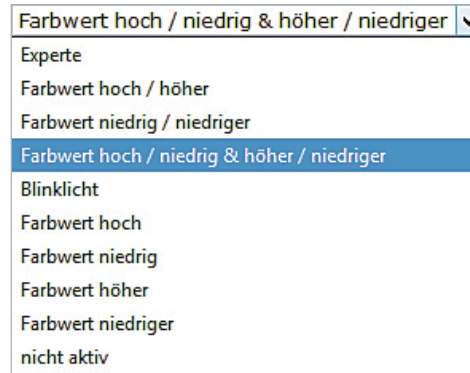 Farbwert hoch / niedrig & höher / niedriger
Experte
Farbwert hoch / höher
Farbwert niedrig / niedriger
Farbwert hoch / niedrig & höher / niedriger
Blinklicht
Farbwert hoch
Farbwert niedrig
Farbwert höher
Farbwert niedriger
nicht aktiv